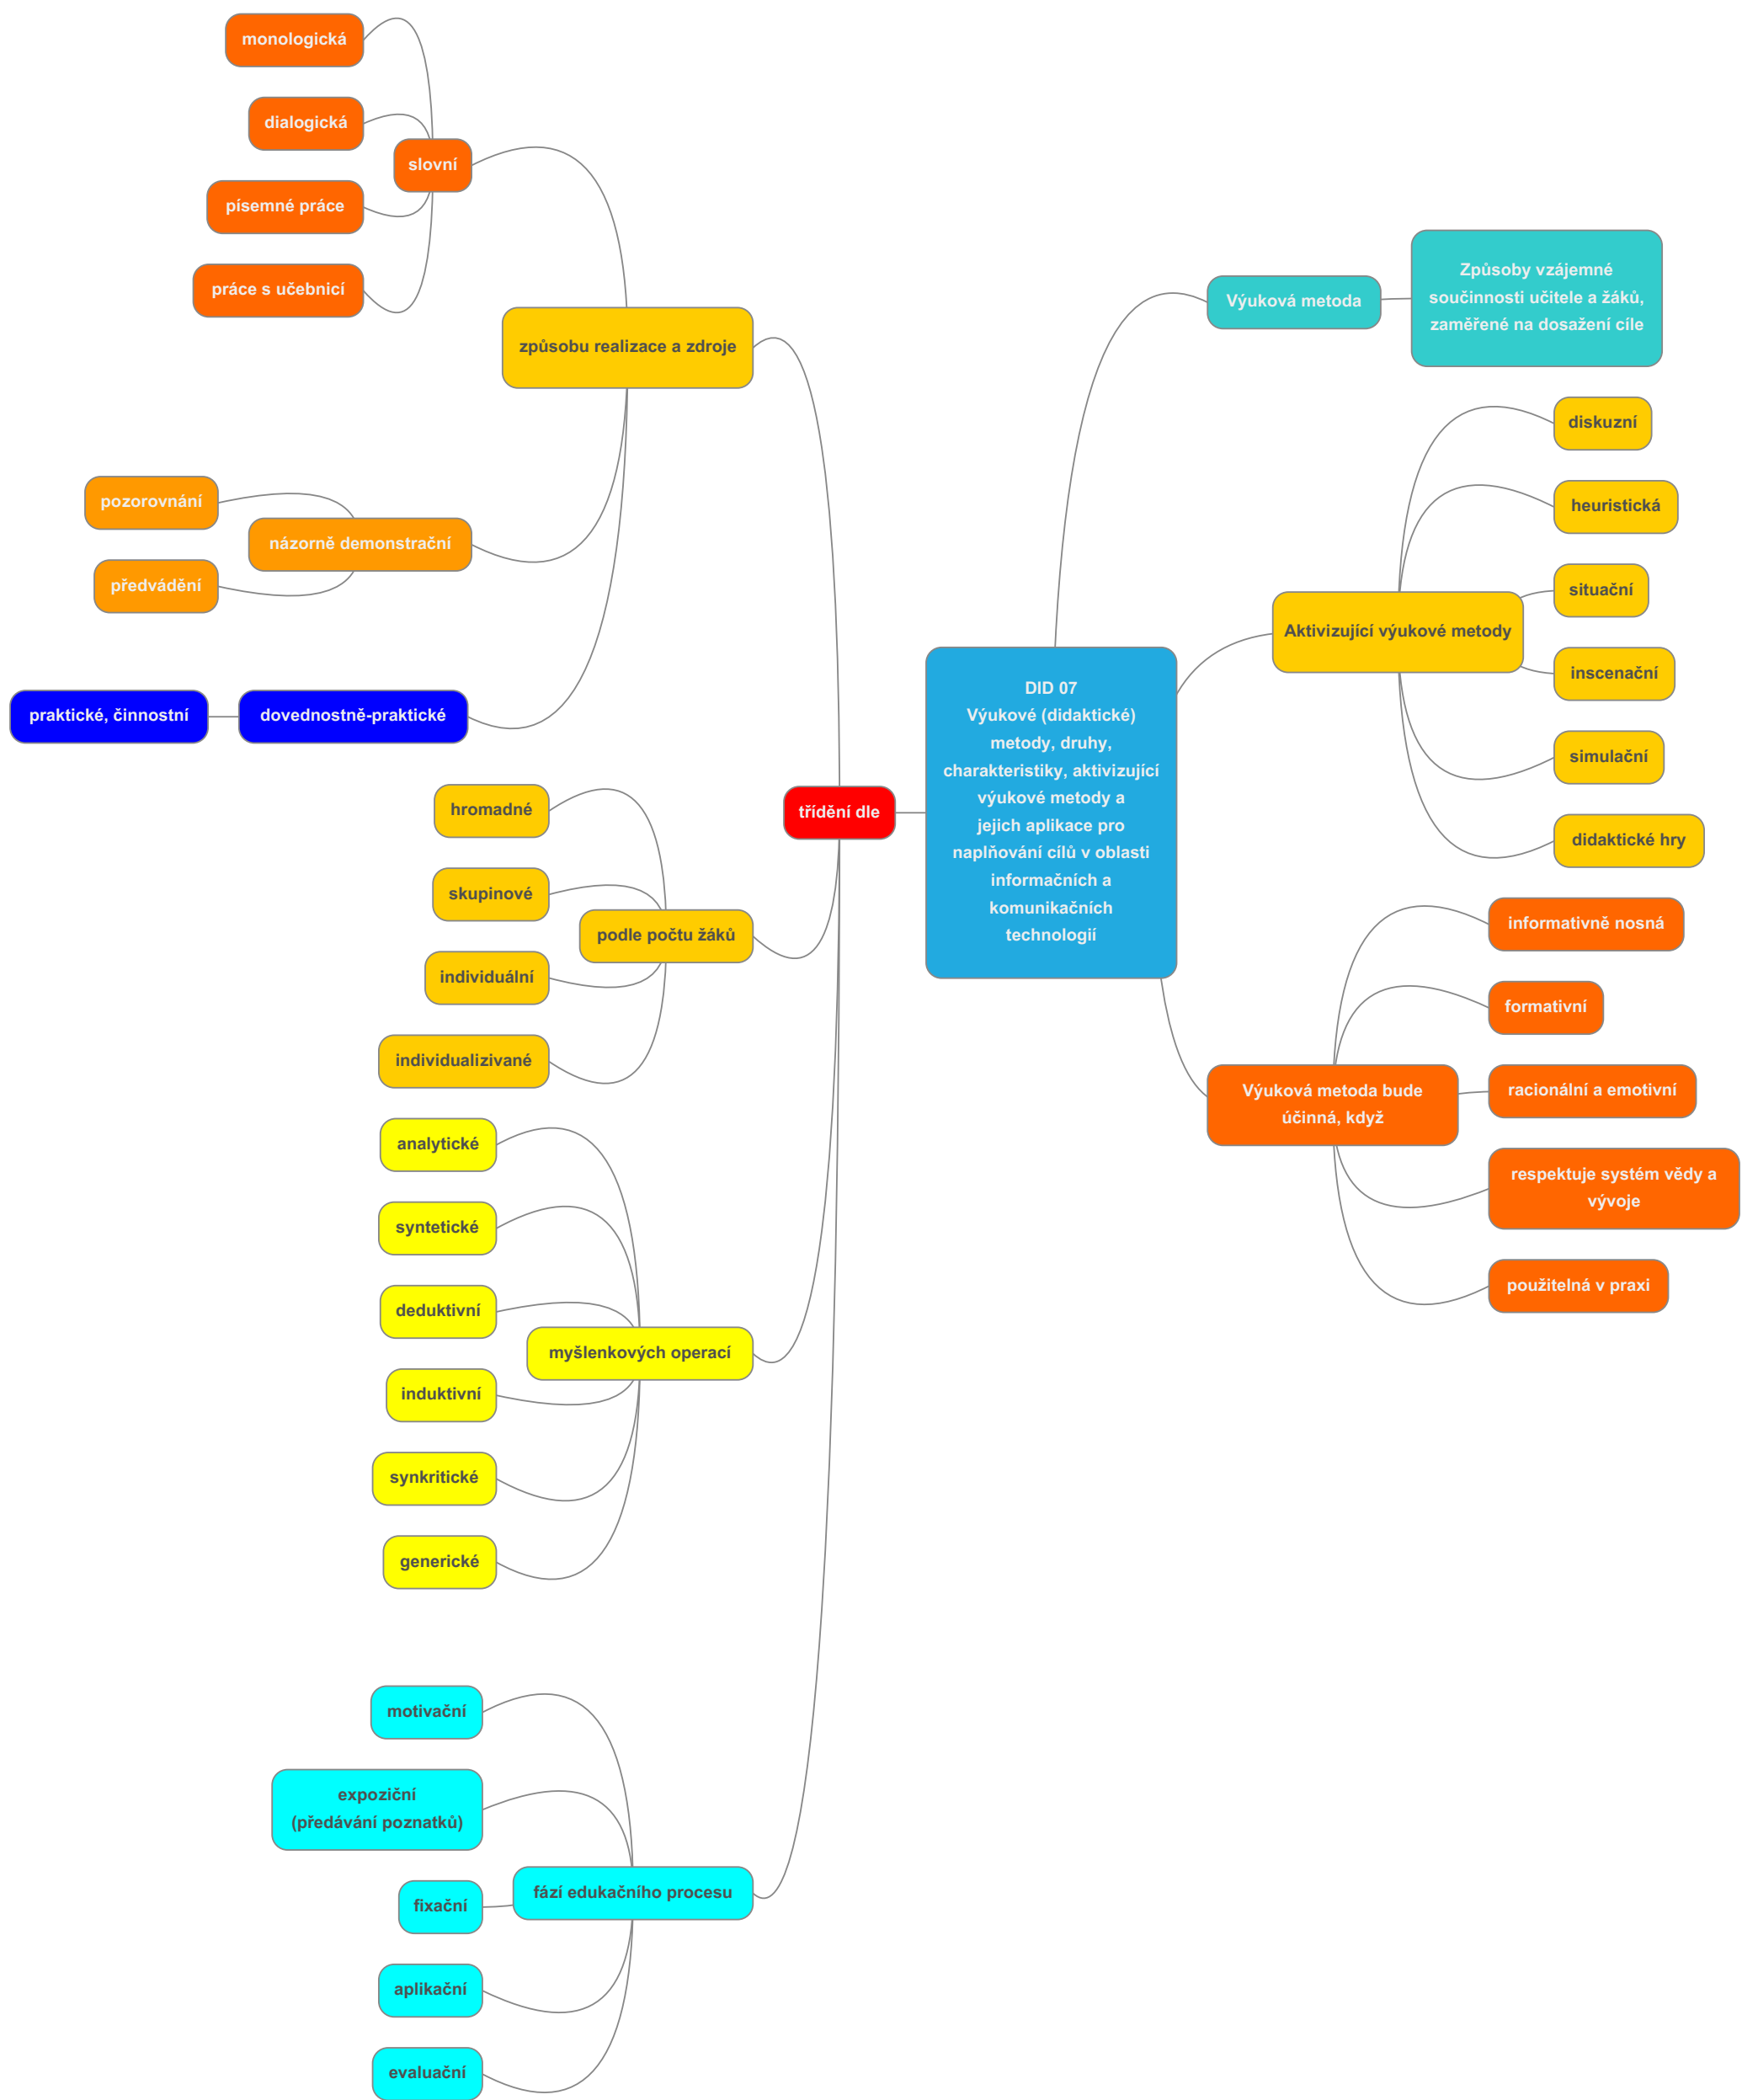 DID 07
Výukové (didaktické)
metody, druhy,
charakteristiky, aktivizující
výukové metody a
jejich aplikace pro
naplňování cílů v oblasti
informačních a
komunikačních
technologií
Výuková metoda
Způsoby vzájemné
součinnosti učitele a žáků,
zaměřené na dosažení cíle
Aktivizující výukové metody
diskuzní
heuristická
situační
inscenační
simulační
didaktické hry
Výuková metoda bude
účinná, když
informativně nosná
formativní
racionální a emotivní
respektuje systém vědy a
vývoje
použitelná v praxi
třídění dle
způsobu realizace a zdroje
slovní
monologická
dialogická
písemné práce
práce s učebnicí
názorně demonstrační
pozorovnání
předvádění
dovednostně-praktické
praktické, činnostní
podle počtu žáků
hromadné
skupinové
individuální
individualizivané
myšlenkových operací
analytické
syntetické
deduktivní
induktivní
synkritické
generické
fází edukačního procesu
motivační
expoziční
(předávání poznatků)
fixační
aplikační
evaluační